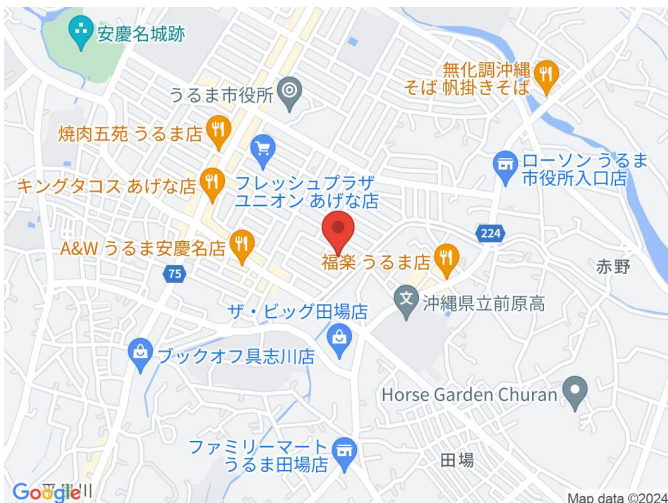 安慶名城跡
無化調沖縄
そば 帆掛きそば
うるま市役所
焼肉五苑 うるま店
ローソン うるま
市役所入口店
フレッシュプラザ
ユニオン あげな店
キングタコス あげな店
224
A&W うるま安慶名店
福楽 うるま店
赤野
75
沖縄県立前原高
ザ・ビッグ田場店
ブックオフ具志川店
Horse Garden Churan
ファミリーマート
うるま田場店
田場
Google
川
Map data ©2024